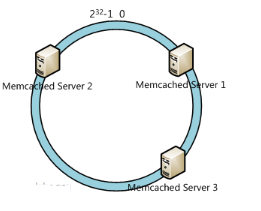 2³²-1 0
Memcached Server 2
Memcached Server 1
Memcached Server 3